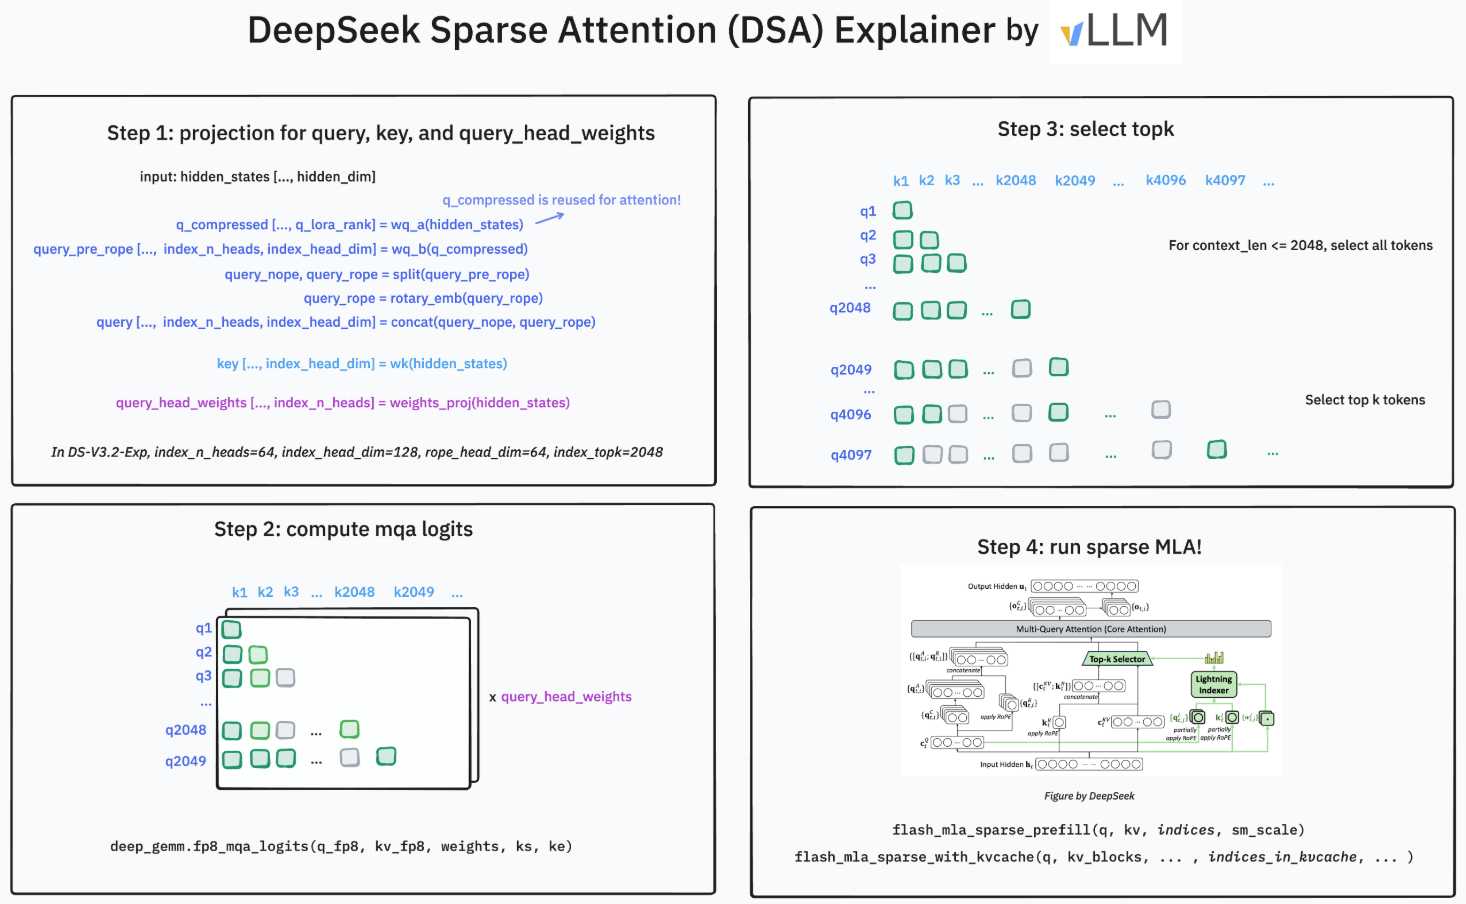 DeepSeek Sparse Attention (DSA) Explainer by vLLM
Step 1: projection for query, key, and query_head_weights
input: hidden_states [..., hidden_dim]
q_compressed is reused for attention!
q_compressed [..., q_lora_rank] = wq_a(hidden_states)
query_pre_rope [..., index_n_heads, index_head_dim] = wq_b(q_compressed)
query_nope, query_rope = split(query_pre_rope)
query_rope = rotary_emb(query_rope)
query [..., index_n_heads, index_head_dim] = concat(query_nope, query_rope)
key [..., index_head_dim] = wk(hidden_states)
query_head_weights [..., index_n_heads] = weights_proj(hidden_states)
In DS-V3.2-Exp, index_n_heads=64, index_head_dim=128, rope_head_dim=64, index_topk=2048
Step 2: compute mqa logits
k1 k2 k3 ... k2048 k2049 ...
q1
q2
q3
...
q2048 ...
q2049 ...
x query_head_weights
deep_gemm.fp8_mqa_logits(q_fp8, kv_fp8, weights, ks, ke)
Step 3: select topk
k1 k2 k3 ... k2048 k2049 ... k4096 k4097 ...
q1
q2
For context_len <= 2048, select all tokens
q3
...
q2048 ...
q2049 ...
...
Select top k tokens
q4096 ... ...
q4097 ... ... ...
Step 4: run sparse MLA!
Output Hidden
Multi-Query Attention (Core Attention)
Top-k Selector
concatenate
Lightning
Indexer
concatenate
apply RoPE
apply RoPE
partially
apply RoPE
partially
apply RoPE
Input Hidden
Figure by DeepSeek
flash_mla_sparse_prefill(q, kv, indices, sm_scale)
flash_mla_sparse_with_kvcache(q, kv_blocks, ... , indices_in_kvcache, ... )